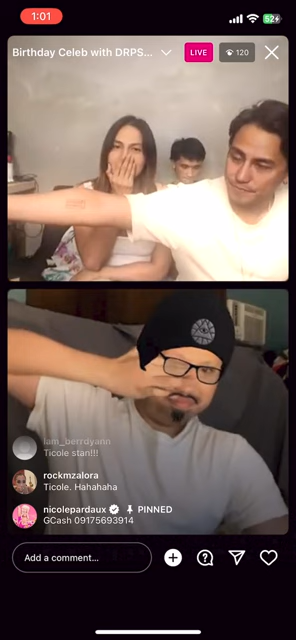 1:01
52
Birthday Celeb with DRPS...
LIVE
120
iam_berrdyann
Ticole stan!!!
rockmzalora
Ticole. Hahahaha
nicolepardaux PINNED
GCash 09175693914
Add a comment...